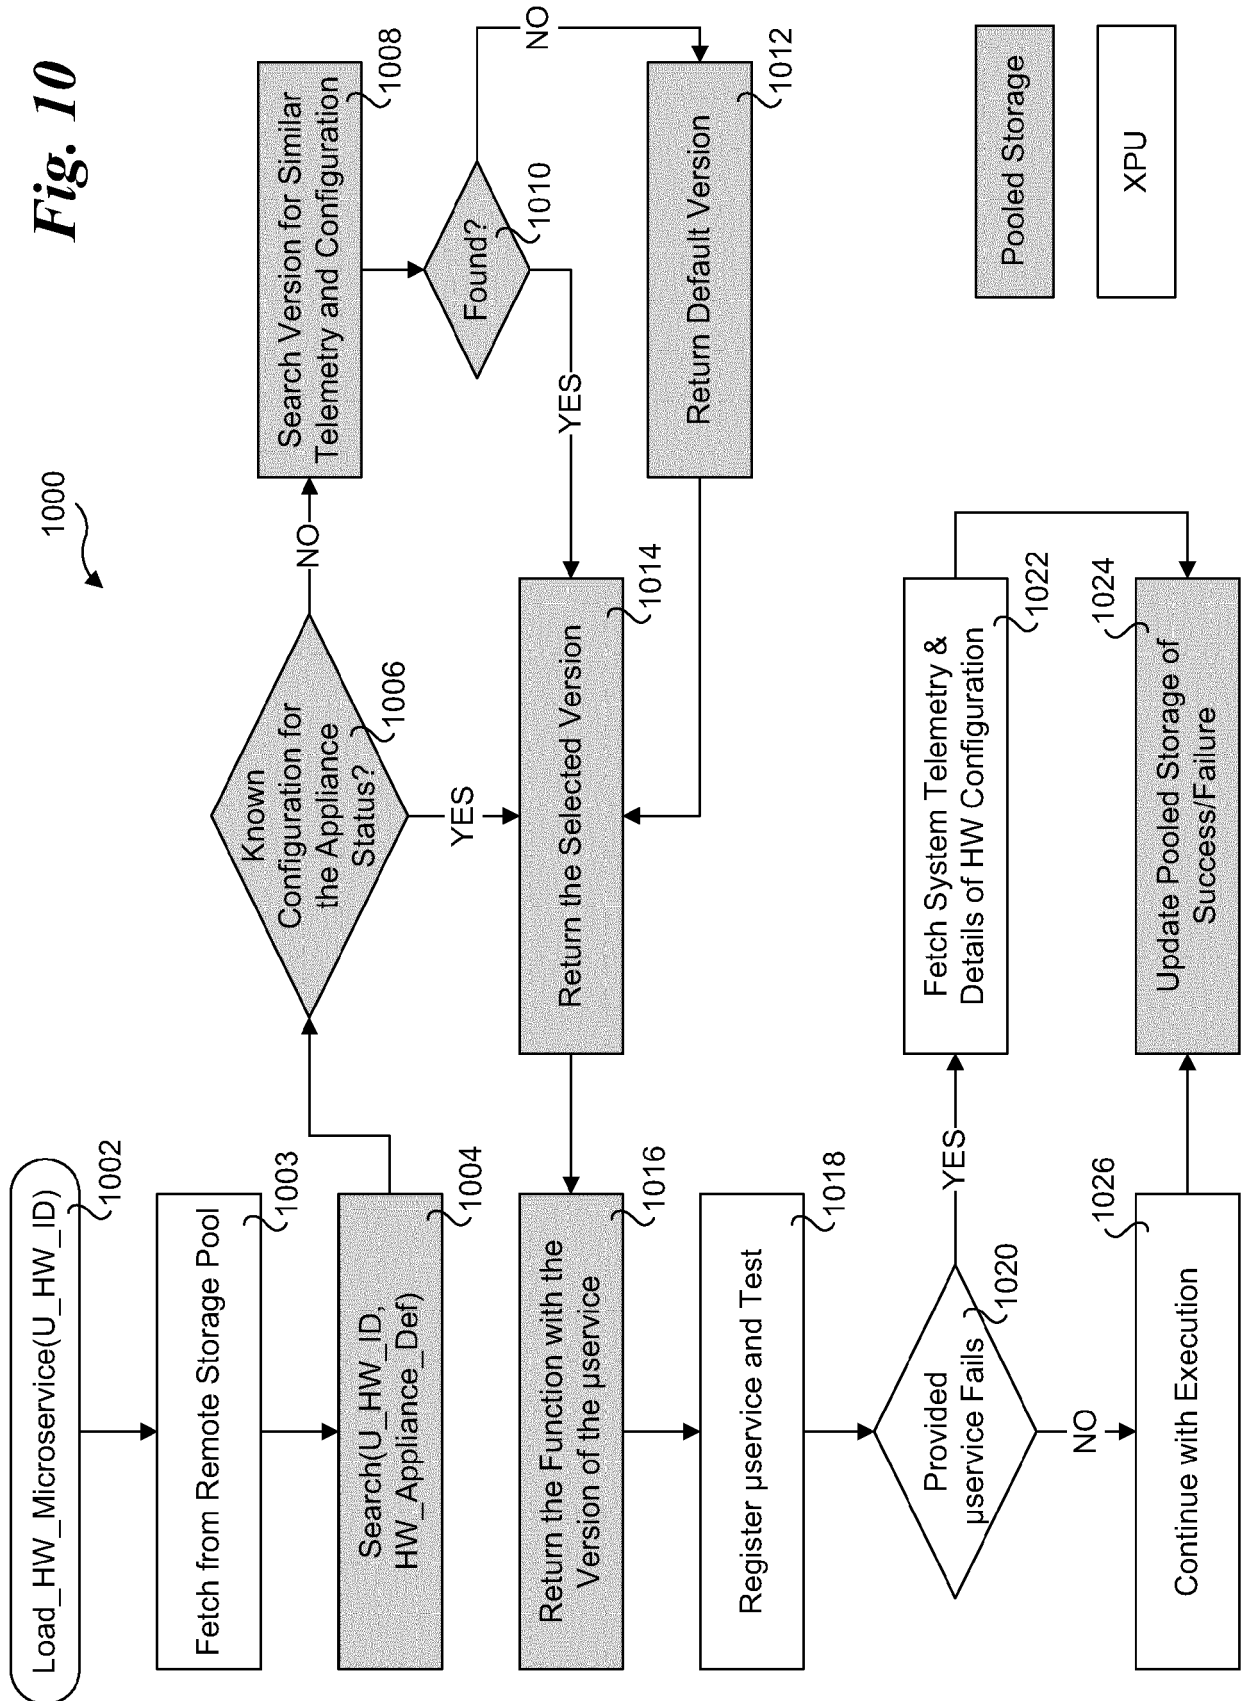 Fig. 10
1000
Load_HW_Microservice(U_HW_ID)
1002
Fetch from Remote Storage Pool
1003
Search(U_HW_ID,
HW_Appliance_Def)
1004
Known
Configuration for
the Appliance
Status?
1006
NO
YES
Search Version for Similar
Telemetry and Configuration
1008
Found?
1010
NO
YES
Return Default Version
1012
Return the Selected Version
1014
Return the Function with the
Version of the µservice
1016
Register µservice and Test
1018
Provided
µservice Fails
1020
YES
NO
Fetch System Telemetry &
Details of HW Configuration
1022
Update Pooled Storage of
Success/Failure
1024
Continue with Execution
1026
Pooled Storage
XPU